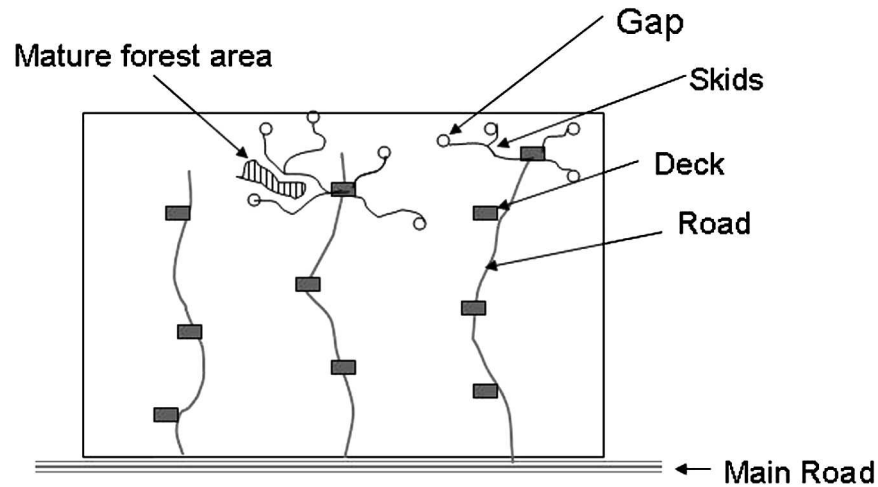 Gap
Mature forest area
Skids
Deck
Road
Main Road